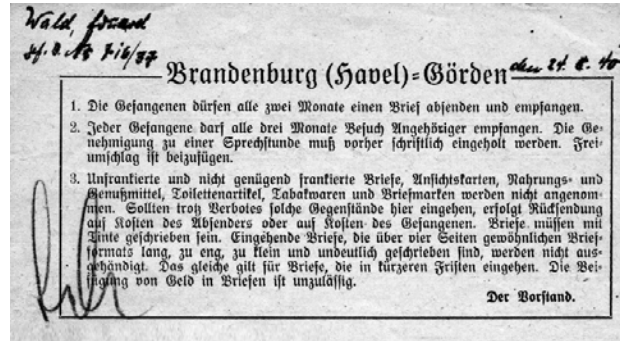 Wald, Eduard
Brandenburg (Havel)-Görden den 24. 8. 40
1. Die Gefangenen dürfen alle zwei Monate einen Brief absenden und empfangen.
2. Jeder Gefangene darf alle drei Monate Besuch Angehöriger empfangen. Die Ge-
nehmigung zu einer Sprechstunde muß vorher schriftlich eingeholt werden. Frei-
umschlag ist beizufügen.
3. Unfrankierte und nicht genügend frankierte Briefe, Ansichtskarten, Nahrungs- und
Genußmittel, Toilettenartikel, Tabakwaren und Briefmarken werden nicht angenom-
men. Sollten trotz Verbotes solche Gegenstände hier eingehen, erfolgt Rücksendung
auf Kosten des Absenders oder auf Kosten des Gefangenen. Briefe müssen mit
Tinte geschrieben sein. Eingehende Briefe, die über vier Seiten gewöhnlichen Brief-
formats lang, zu eng, zu klein und undeutlich geschrieben sind, werden nicht aus-
gehändigt. Das gleiche gilt für Briefe, die in kürzeren Fristen eingehen. Die Bei-
fügung von Geld in Briefen ist unzulässig.
Der Vorstand.